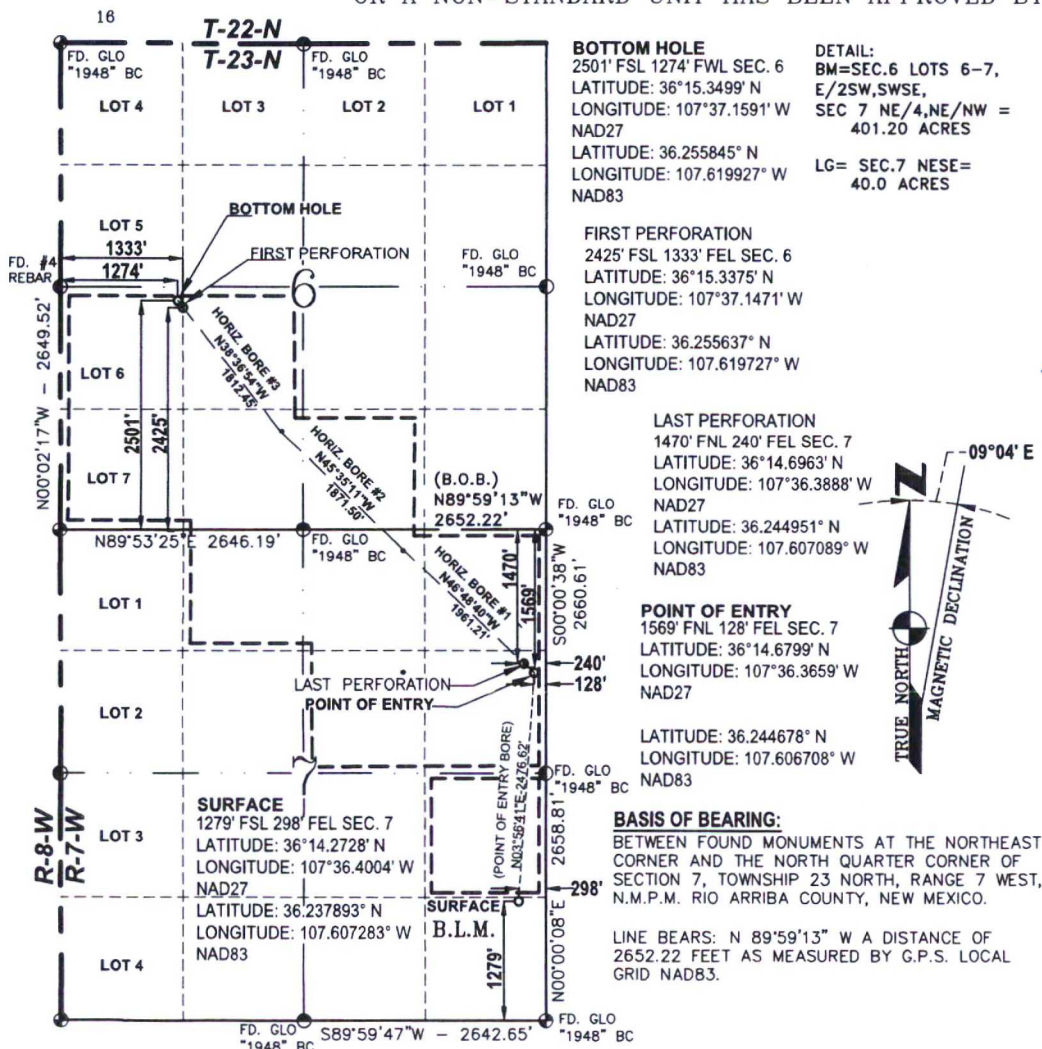 OR A NON-STANDARD UNIT HAS BEEN APPROVED BY
16
T-22-N
T-23-N
FD. GLO
"1948" BC
FD. GLO
"1948" BC
LOT 4
LOT 3
LOT 2
LOT 1
LOT 5
BOTTOM HOLE
1333'
FIRST PERFORATION
1274'
FD. #4
REBAR
FD. GLO
"1948" BC
6
HORIZ. BORE #3
N38°36'54"W
1812.45'
LOT 6
2501'
2425'
N00°02'17"W - 2649.52'
HORIZ. BORE #2
N45°35'11"W
1871.50'
LOT 7
(B.O.B.)
N89°59'13"W
2652.22'
FD. GLO
"1948" BC
N89°53'25"E 2646.19'
FD. GLO
"1948" BC
HORIZ. BORE #1
N46°48'40"W
1961.21'
1470'
1569'
S00°00'38"W
2660.61'
LOT 1
240'
LAST PERFORATION
128'
POINT OF ENTRY
LOT 2
(POINT OF ENTRY BORE)
N03°56'41"E-2476.62'
7
FD. GLO
"1948" BC
R-8-W
R-7-W
LOT 3
SURFACE
1279' FSL 298' FEL SEC. 7
LATITUDE: 36°14.2728' N
LONGITUDE: 107°36.4004' W
NAD27
LATITUDE: 36.237893° N
LONGITUDE: 107.607283° W
NAD83
298'
SURFACE
B.L.M.
1279'
N00°00'08"E 2658.81'
LOT 4
FD. GLO
"1948" BC
S89°59'47"W - 2642.65'
FD. GLO
"1948" BC
BOTTOM HOLE
2501' FSL 1274' FWL SEC. 6
LATITUDE: 36°15.3499' N
LONGITUDE: 107°37.1591' W
NAD27
LATITUDE: 36.255845° N
LONGITUDE: 107.619927° W
NAD83
DETAIL:
BM=SEC.6 LOTS 6-7,
E/2SW,SWSE,
SEC 7 NE/4,NE/NW =
401.20 ACRES
LG= SEC.7 NESE=
40.0 ACRES
FIRST PERFORATION
2425' FSL 1333' FEL SEC. 6
LATITUDE: 36°15.3375' N
LONGITUDE: 107°37.1471' W
NAD27
LATITUDE: 36.255637° N
LONGITUDE: 107.619727° W
NAD83
LAST PERFORATION
1470' FNL 240' FEL SEC. 7
LATITUDE: 36°14.6963' N
LONGITUDE: 107°36.3888' W
NAD27
LATITUDE: 36.244951° N
LONGITUDE: 107.607089° W
NAD83
09°04' E
N
TRUE NORTH
MAGNETIC DECLINATION
POINT OF ENTRY
1569' FNL 128' FEL SEC. 7
LATITUDE: 36°14.6799' N
LONGITUDE: 107°36.3659' W
NAD27
LATITUDE: 36.244678° N
LONGITUDE: 107.606708° W
NAD83
BASIS OF BEARING:
BETWEEN FOUND MONUMENTS AT THE NORTHEAST
CORNER AND THE NORTH QUARTER CORNER OF
SECTION 7, TOWNSHIP 23 NORTH, RANGE 7 WEST,
N.M.P.M. RIO ARRIBA COUNTY, NEW MEXICO.
LINE BEARS: N 89°59'13" W A DISTANCE OF
2652.22 FEET AS MEASURED BY G.P.S. LOCAL
GRID NAD83.